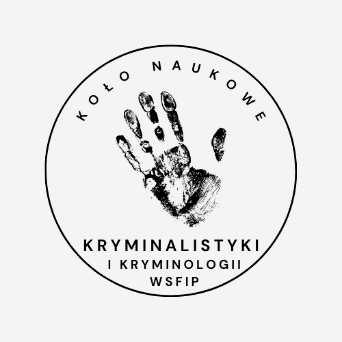 KOŁO NAUKOWE
KRYMINALISTYKI
I KRYMINOLOGII
WSFIP